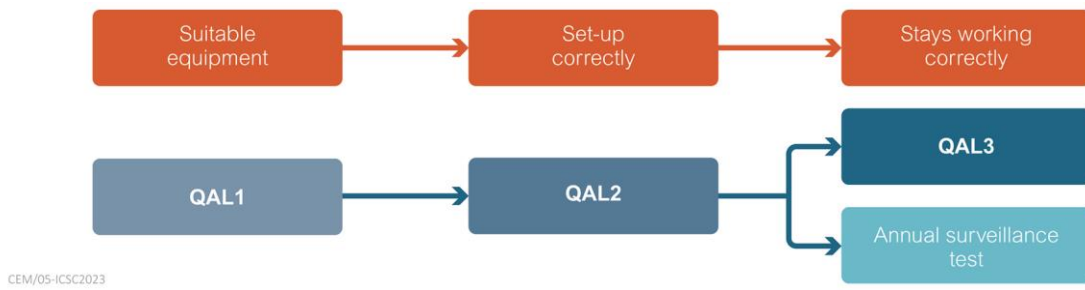 Suitable
equipment
Set-up
correctly
Stays working
correctly
QAL1
QAL2
QAL3
Annual surveillance
test
CEM/05-ICSC2023